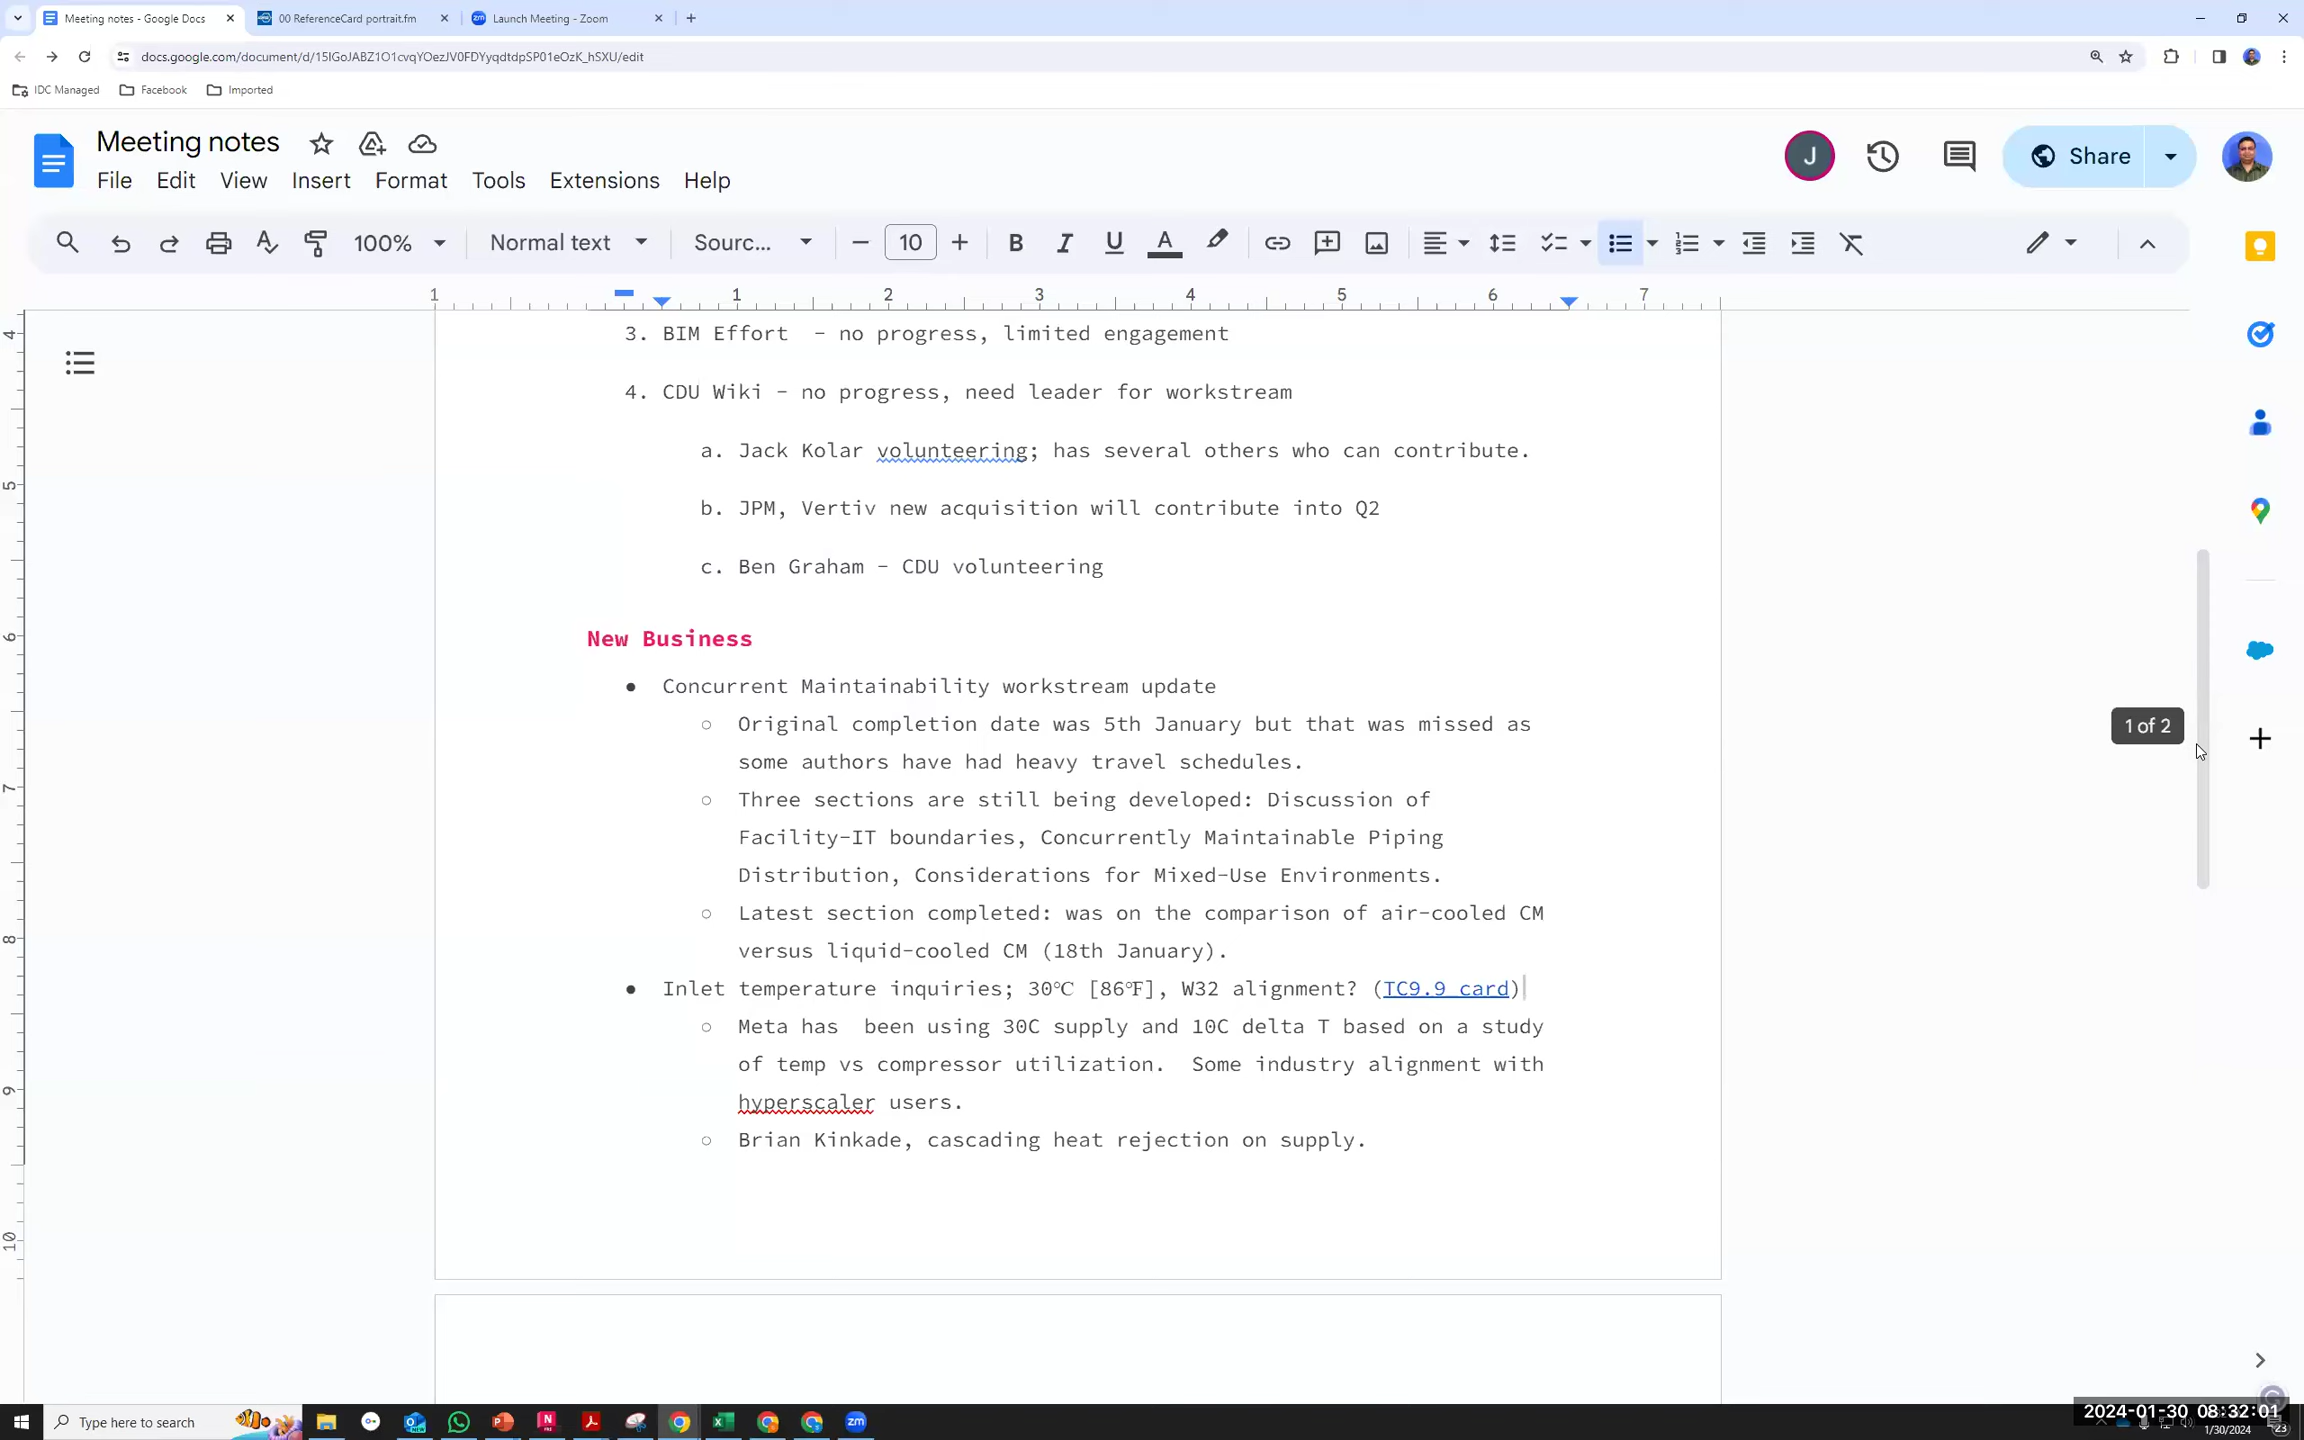 Meeting notes - Google Docs
00 ReferenceCard portrait.fm
Launch Meeting - Zoom
docs.google.com/document/d/15IGoJABZ1O1cvqYOezJV0FDYyqdtdpSP01eOzK_hSXU/edit
IDC Managed
Facebook
Imported
Meeting notes
File Edit View Insert Format Tools Extensions Help
J
Share
100%
Normal text
Sourc...
10
B I U A
1 1 2 3 4 5 6 7
3. BIM Effort - no progress, limited engagement
4. CDU Wiki - no progress, need leader for workstream
a. Jack Kolar volunteering; has several others who can contribute.
b. JPM, Vertiv new acquisition will contribute into Q2
c. Ben Graham - CDU volunteering
New Business
● Concurrent Maintainability workstream update
○ Original completion date was 5th January but that was missed as
some authors have had heavy travel schedules.
○ Three sections are still being developed: Discussion of
Facility-IT boundaries, Concurrently Maintainable Piping
Distribution, Considerations for Mixed-Use Environments.
○ Latest section completed: was on the comparison of air-cooled CM
versus liquid-cooled CM (18th January).
● Inlet temperature inquiries; 30℃ [86℉], W32 alignment? (TC9.9 card)
○ Meta has been using 30C supply and 10C delta T based on a study
of temp vs compressor utilization. Some industry alignment with
hyperscaler users.
○ Brian Kinkade, cascading heat rejection on supply.
4
5
6
7
8
9
10
1 of 2
Type here to search
zm
2024-01-30 08:32:01
1/30/2024
23